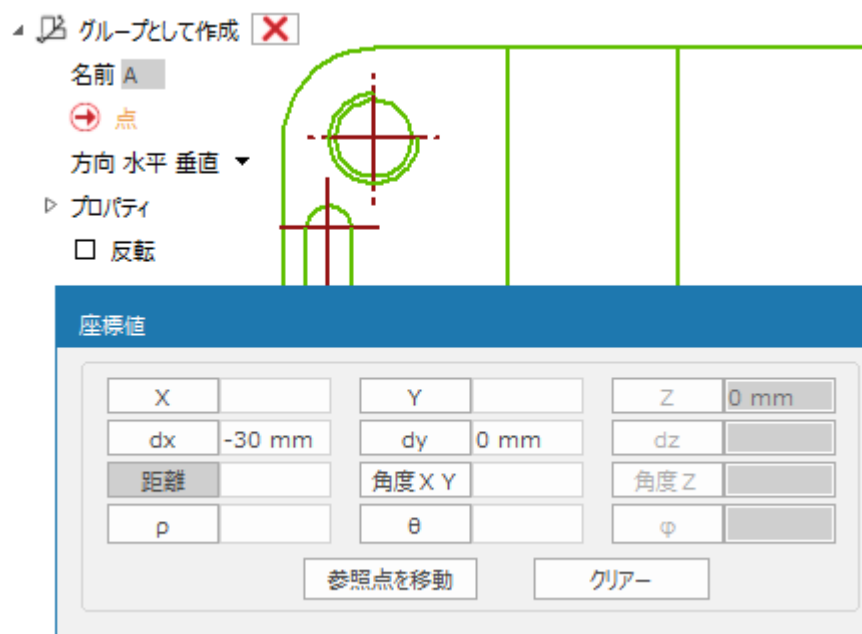 グループとして作成
名前 A
点
方向 水平 垂直
プロパティ
反転
座標値
X Y Z 0 mm
dx -30 mm dy 0 mm dz
距離 角度XY 角度Z
ρ θ φ
参照点を移動 クリアー